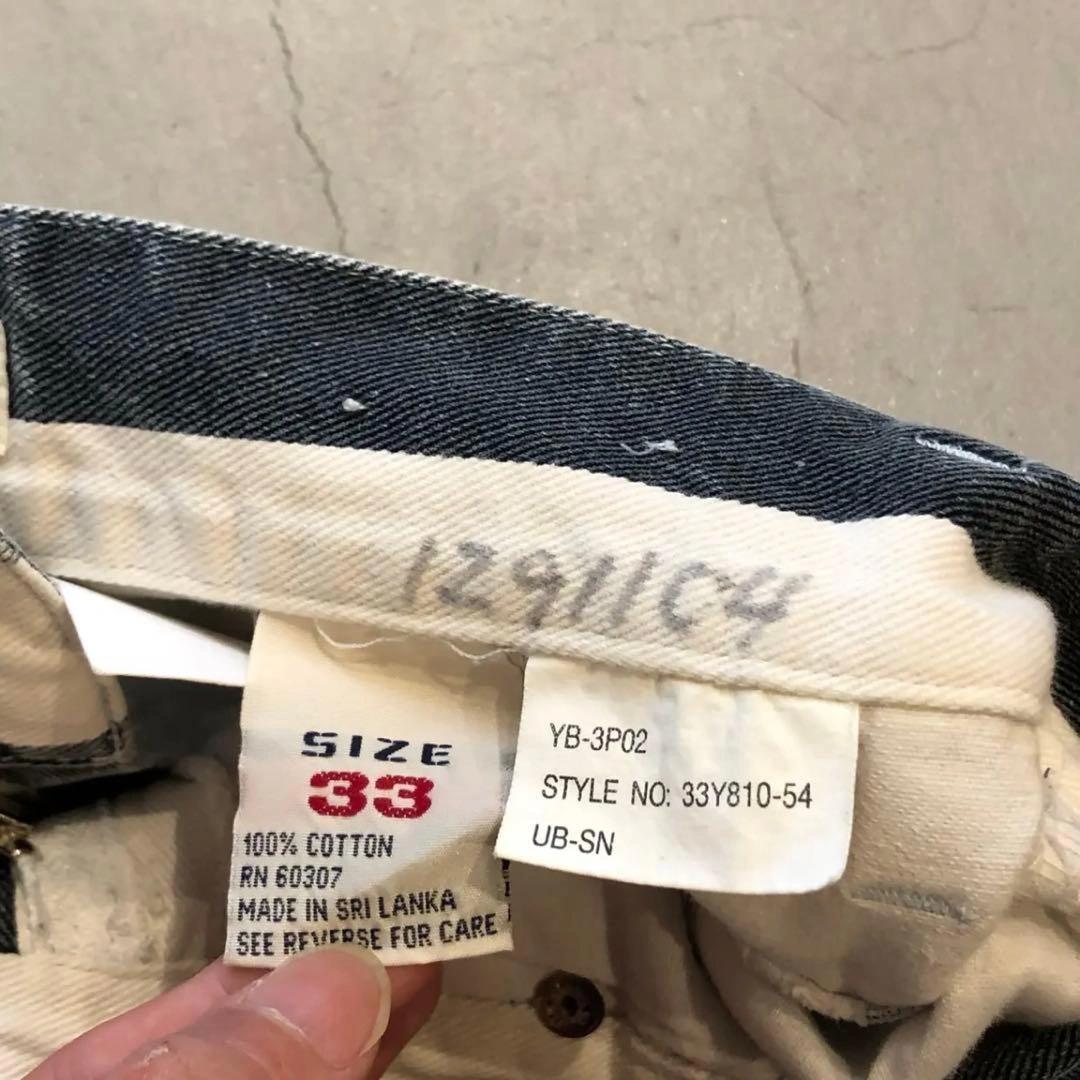 1291104
SIZE
33
100% COTTON
RN 60307
MADE IN SRI LANKA
SEE REVERSE FOR CARE
YB-3P02
STYLE NO: 33Y810-54
UB-SN